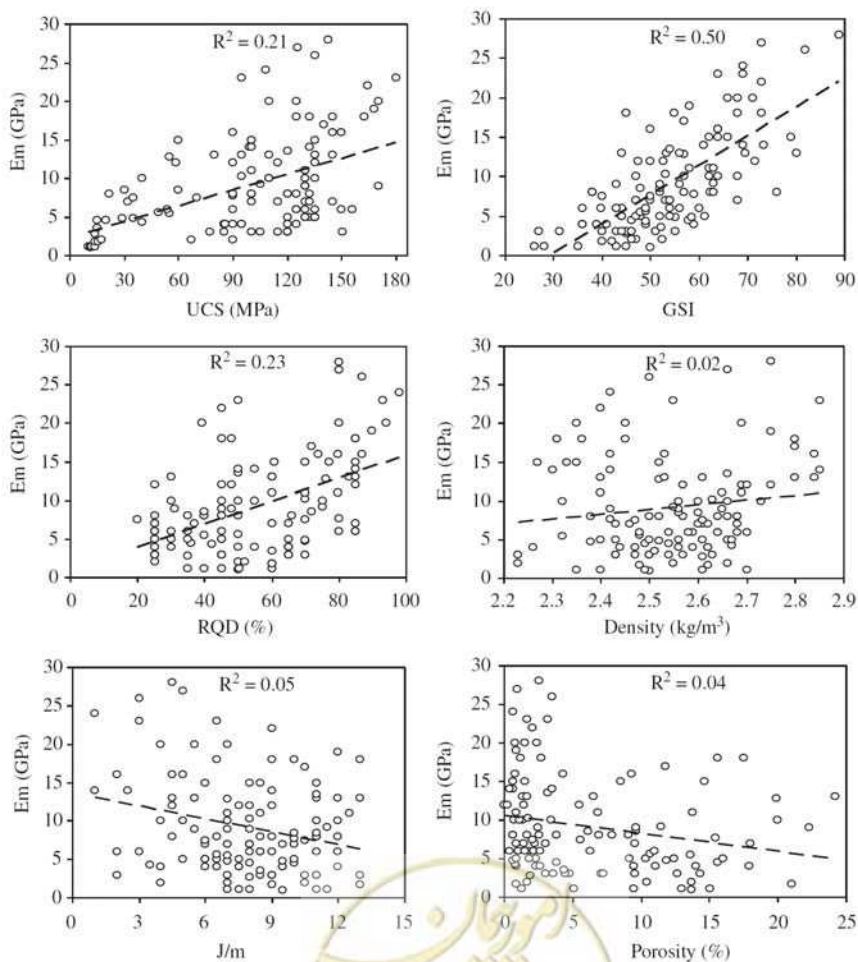 R² = 0.21
Em (GPa)
30
25
20
15
10
5
0
0 30 60 90 120 150 180
UCS (MPa)
R² = 0.50
Em (GPa)
30
25
20
15
10
5
0
20 30 40 50 60 70 80 90
GSI
R² = 0.23
Em (GPa)
30
25
20
15
10
5
0
0 20 40 60 80 100
RQD (%)
R² = 0.02
Em (GPa)
30
25
20
15
10
5
0
2.2 2.3 2.4 2.5 2.6 2.7 2.8 2.9
Density (kg/m³)
R² = 0.05
Em (GPa)
30
25
20
15
10
5
0
0 3 6 9 12 15
J/m
R² = 0.04
Em (GPa)
30
25
20
15
10
5
0
0 5 10 15 20 25
Porosity (%)